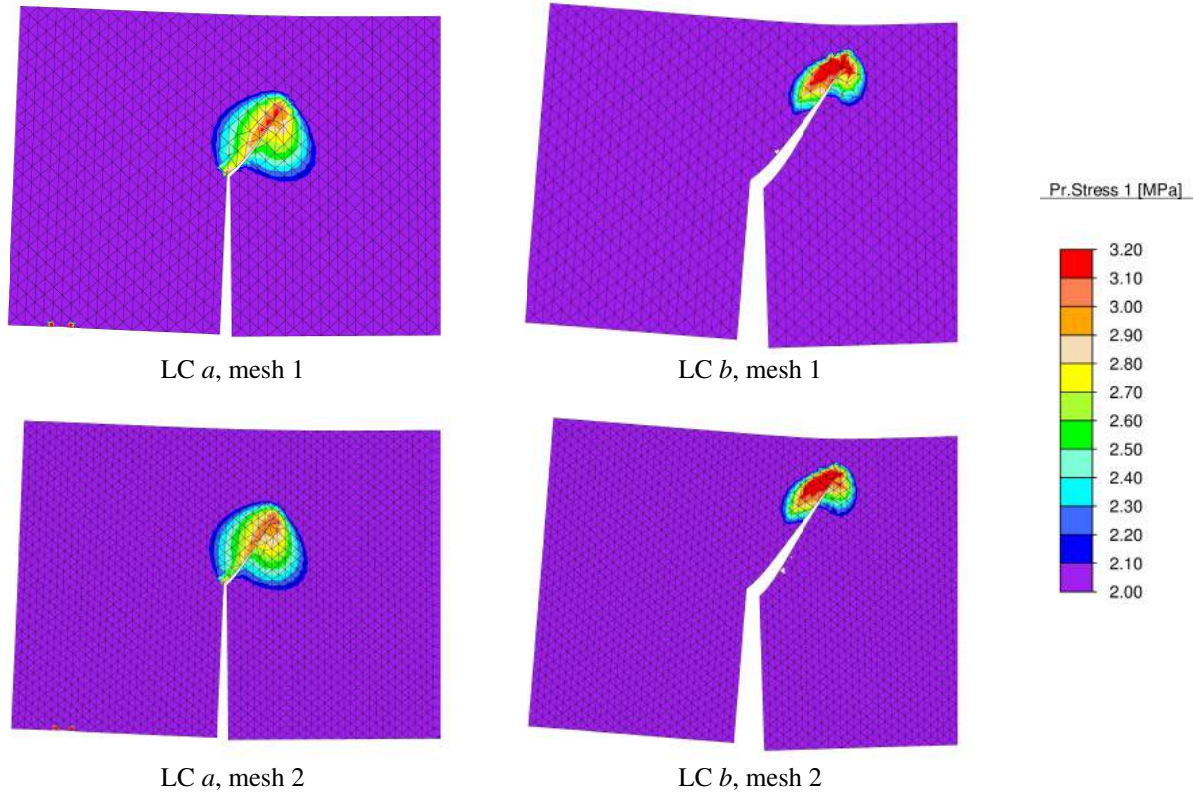 LC a, mesh 1
LC b, mesh 1
Pr.Stress 1 [MPa]
3.20
3.10
3.00
2.90
2.80
2.70
2.60
2.50
2.40
2.30
2.20
2.10
2.00
LC a, mesh 2
LC b, mesh 2